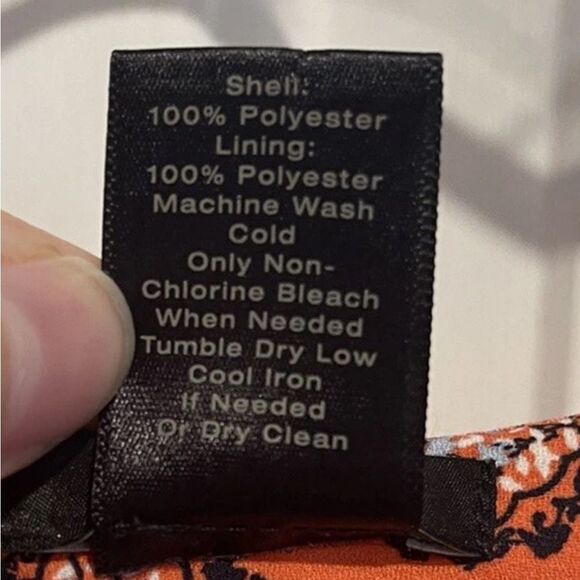 Shell:
100% Polyester
Lining:
100% Polyester
Machine Wash
Cold
Only Non-
Chlorine Bleach
When Needed
Tumble Dry Low
Cool Iron
If Needed
Or Dry Clean